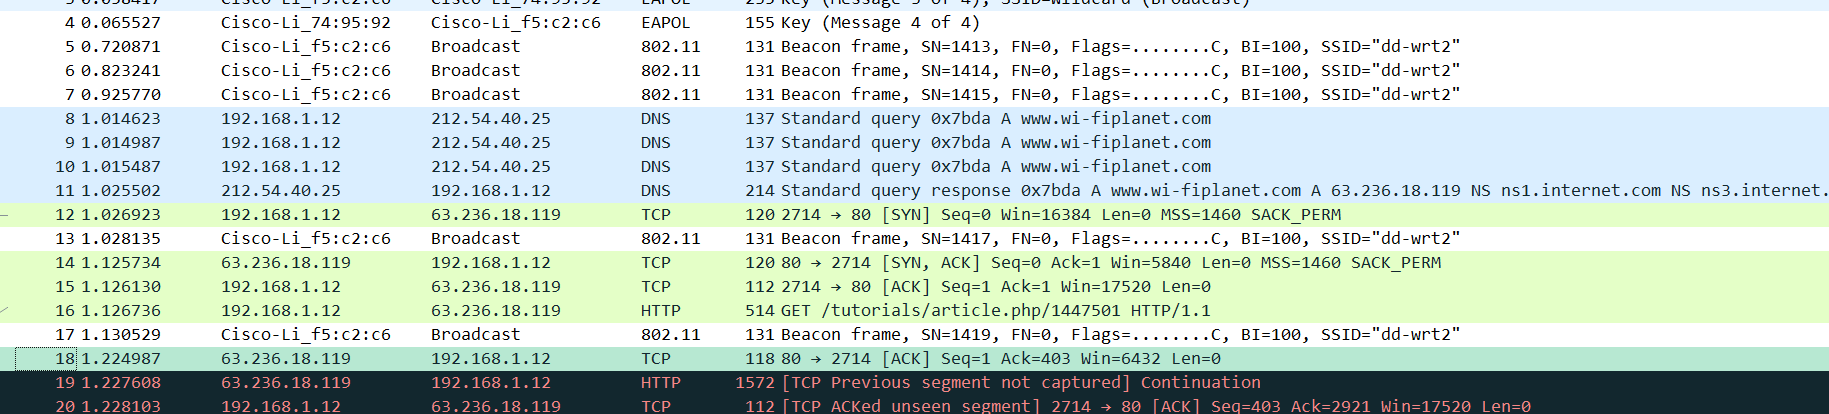 4 0.065527 Cisco-Li_74:95:92 Cisco-Li_f5:c2:c6 EAPOL 155 Key (Message 4 of 4)
5 0.720871 Cisco-Li_f5:c2:c6 Broadcast 802.11 131 Beacon frame, SN=1413, FN=0, Flags=........C, BI=100, SSID="dd-wrt2"
6 0.823241 Cisco-Li_f5:c2:c6 Broadcast 802.11 131 Beacon frame, SN=1414, FN=0, Flags=........C, BI=100, SSID="dd-wrt2"
7 0.925770 Cisco-Li_f5:c2:c6 Broadcast 802.11 131 Beacon frame, SN=1415, FN=0, Flags=........C, BI=100, SSID="dd-wrt2"
8 1.014623 192.168.1.12 212.54.40.25 DNS 137 Standard query 0x7bda A www.wi-fiplanet.com
9 1.014987 192.168.1.12 212.54.40.25 DNS 137 Standard query 0x7bda A www.wi-fiplanet.com
10 1.015487 192.168.1.12 212.54.40.25 DNS 137 Standard query 0x7bda A www.wi-fiplanet.com
11 1.025502 212.54.40.25 192.168.1.12 DNS 214 Standard query response 0x7bda A www.wi-fiplanet.com A 63.236.18.119 NS ns1.internet.com NS ns3.internet.
12 1.026923 192.168.1.12 63.236.18.119 TCP 120 2714 → 80 [SYN] Seq=0 Win=16384 Len=0 MSS=1460 SACK_PERM
13 1.028135 Cisco-Li_f5:c2:c6 Broadcast 802.11 131 Beacon frame, SN=1417, FN=0, Flags=........C, BI=100, SSID="dd-wrt2"
14 1.125734 63.236.18.119 192.168.1.12 TCP 120 80 → 2714 [SYN, ACK] Seq=0 Ack=1 Win=5840 Len=0 MSS=1460 SACK_PERM
15 1.126130 192.168.1.12 63.236.18.119 TCP 112 2714 → 80 [ACK] Seq=1 Ack=1 Win=17520 Len=0
16 1.126736 192.168.1.12 63.236.18.119 HTTP 514 GET /tutorials/article.php/1447501 HTTP/1.1
17 1.130529 Cisco-Li_f5:c2:c6 Broadcast 802.11 131 Beacon frame, SN=1419, FN=0, Flags=........C, BI=100, SSID="dd-wrt2"
18 1.224987 63.236.18.119 192.168.1.12 TCP 118 80 → 2714 [ACK] Seq=1 Ack=403 Win=6432 Len=0
19 1.227608 63.236.18.119 192.168.1.12 HTTP 1572 [TCP Previous segment not captured] Continuation
20 1.228103 192.168.1.12 63.236.18.119 TCP 112 [TCP ACKed unseen segment] 2714 → 80 [ACK] Seq=403 Ack=2921 Win=17520 Len=0